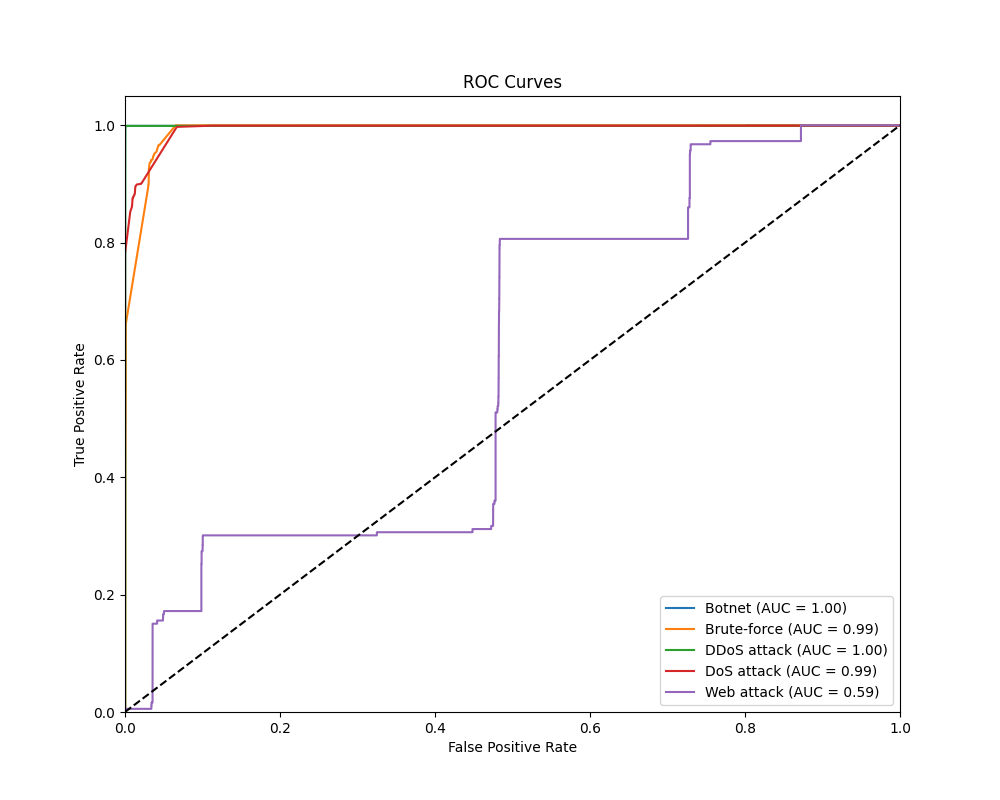 ROC Curves
True Positive Rate
1.0
0.8
0.6
0.4
0.2
0.0
0.0 0.2 0.4 0.6 0.8 1.0
False Positive Rate
Botnet (AUC = 1.00)
Brute-force (AUC = 0.99)
DDoS attack (AUC = 1.00)
DoS attack (AUC = 0.99)
Web attack (AUC = 0.59)